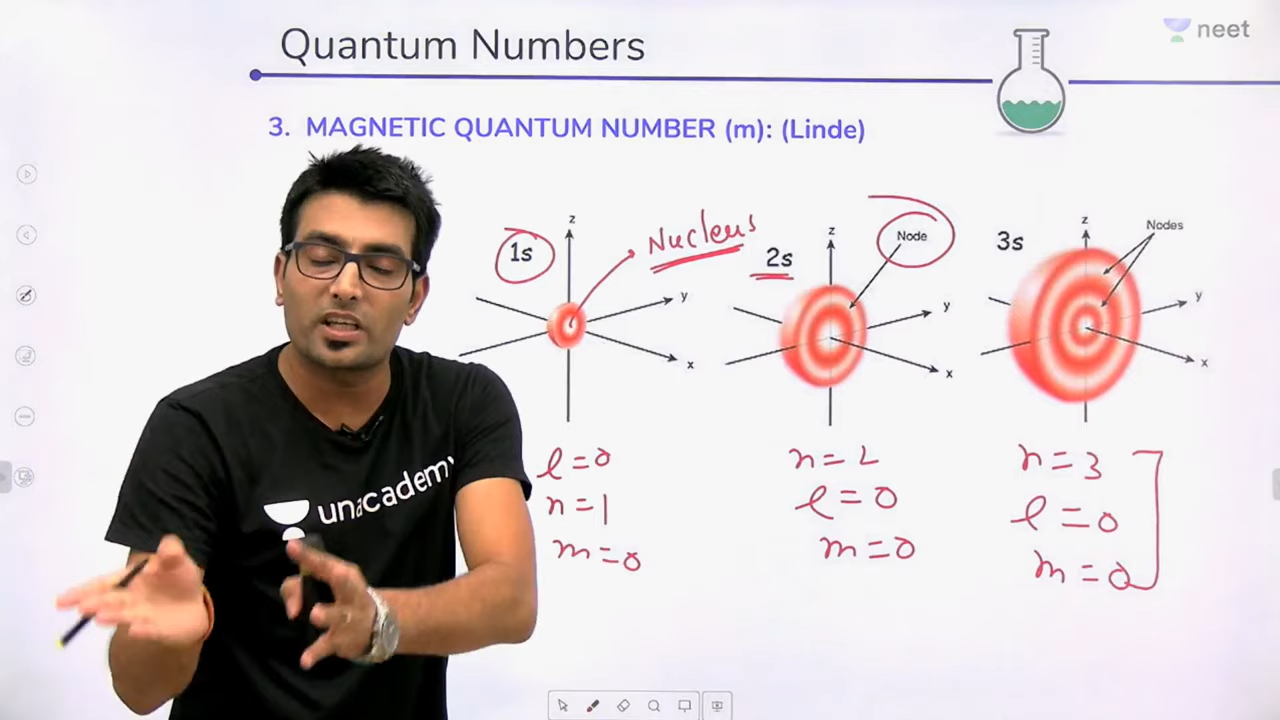 Quantum Numbers
neet
3. MAGNETIC QUANTUM NUMBER (m): (Linde)
1s
z
y
x
Nucleus
2s
z
y
x
Node
3s
z
y
x
Nodes
l=0
n=1
m=0
n=2
l=0
m=0
n=3
l=0
m=0
unacademy